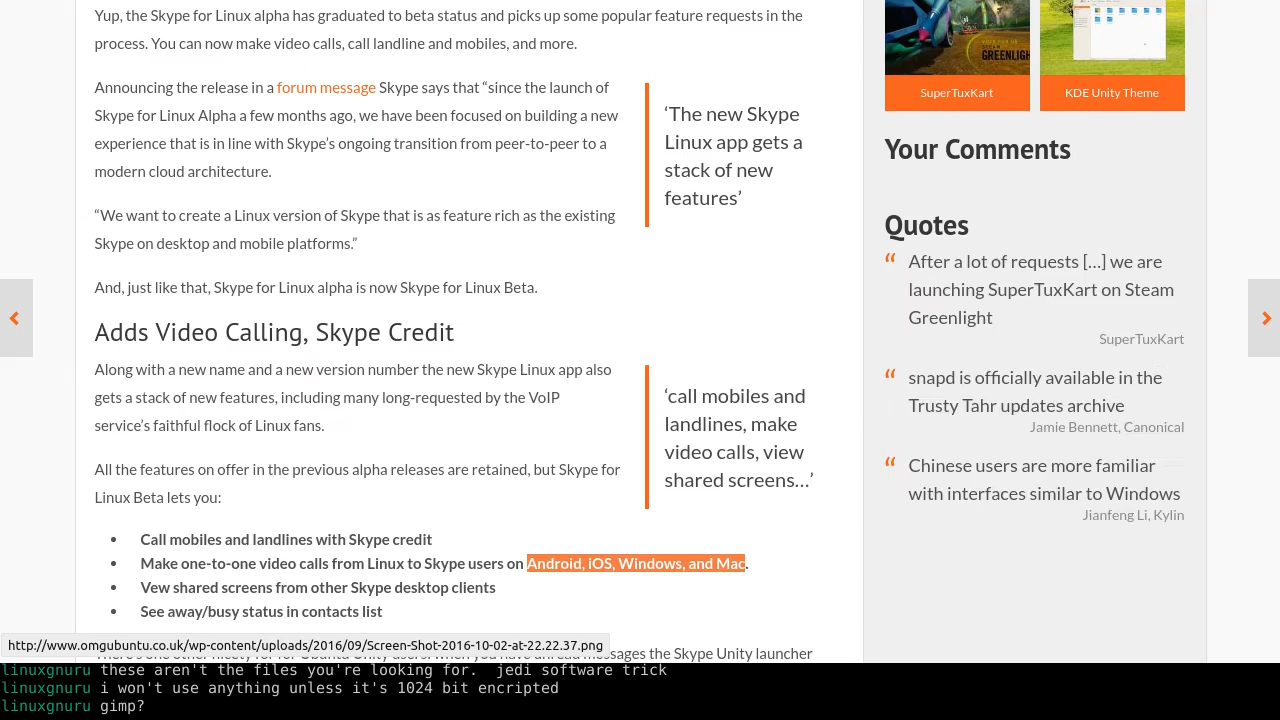 Yup, the Skype for Linux alpha has graduated to beta status and picks up some popular feature requests in the
process. You can now make video calls, call landline and mobiles, and more.
Announcing the release in a forum message Skype says that “since the launch of
Skype for Linux Alpha a few months ago, we have been focused on building a new
experience that is in line with Skype’s ongoing transition from peer-to-peer to a
modern cloud architecture.
‘The new Skype
Linux app gets a
stack of new
features’
“We want to create a Linux version of Skype that is as feature rich as the existing
Skype on desktop and mobile platforms.”
And, just like that, Skype for Linux alpha is now Skype for Linux Beta.
Adds Video Calling, Skype Credit
Along with a new name and a new version number the new Skype Linux app also
gets a stack of new features, including many long-requested by the VoIP
service’s faithful flock of Linux fans.
‘call mobiles and
landlines, make
video calls, view
shared screens…’
All the features on offer in the previous alpha releases are retained, but Skype for
Linux Beta lets you:
• Call mobiles and landlines with Skype credit
• Make one-to-one video calls from Linux to Skype users on Android, iOS, Windows, and Mac.
• Vew shared screens from other Skype desktop clients
• See away/busy status in contacts list
messages the Skype Unity launcher
http://www.omgubuntu.co.uk/wp-content/uploads/2016/09/Screen-Shot-2016-10-02-at-22.22.37.png
VOTE FOR US
STEAM
GREENLIGH
SuperTuxKart
KDE Unity Theme
Your Comments
Quotes
“ After a lot of requests […] we are
launching SuperTuxKart on Steam
Greenlight
SuperTuxKart
“ snapd is officially available in the
Trusty Tahr updates archive
Jamie Bennett, Canonical
“ Chinese users are more familiar
with interfaces similar to Windows
Jianfeng Li, Kylin
linuxgnuru these aren't the files you're looking for.  jedi software trick
linuxgnuru i won't use anything unless it's 1024 bit encripted
linuxgnuru gimp?